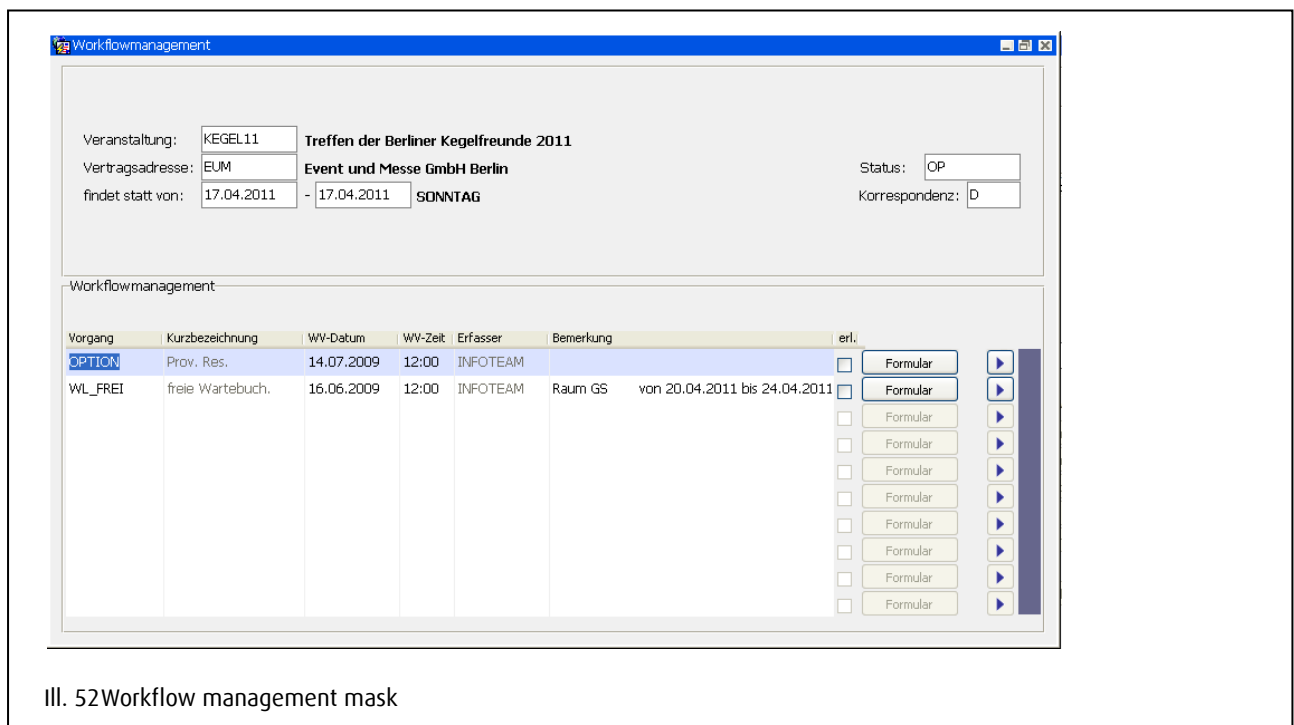 Workflowmanagement
Veranstaltung: KEGEL11 Treffen der Berliner Kegelfreunde 2011
Vertragsadresse: EUM Event und Messe GmbH Berlin Status: OP
findet statt von: 17.04.2011 - 17.04.2011 SONNTAG Korrespondenz: D
Workflowmanagement
Vorgang Kurzbezeichnung WV-Datum WV-Zeit Erfasser Bemerkung erl.
OPTION Prov. Res. 14.07.2009 12:00 INFOTEAM Formular
WL_FREI freie Wartebuch. 16.06.2009 12:00 INFOTEAM Raum GS von 20.04.2011 bis 24.04.2011 Formular
Formular
Formular
Formular
Formular
Formular
Formular
Formular
Formular
Ill. 52Workflow management mask